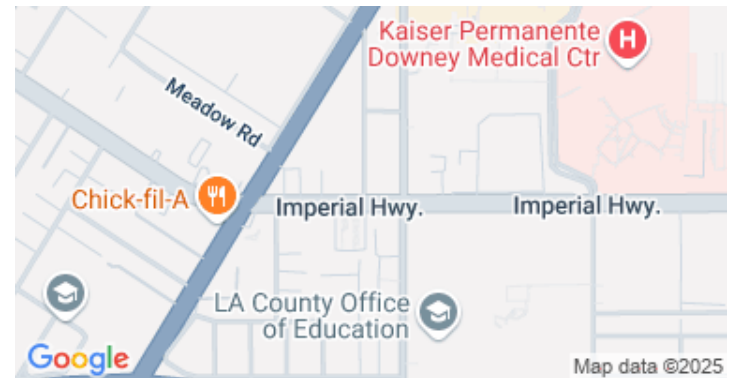 Kaiser Permanente
Downey Medical Ctr
H
Meadow Rd
Chick-fil-A
Imperial Hwy.
Imperial Hwy.
LA County Office
of Education
Google
Map data ©2025